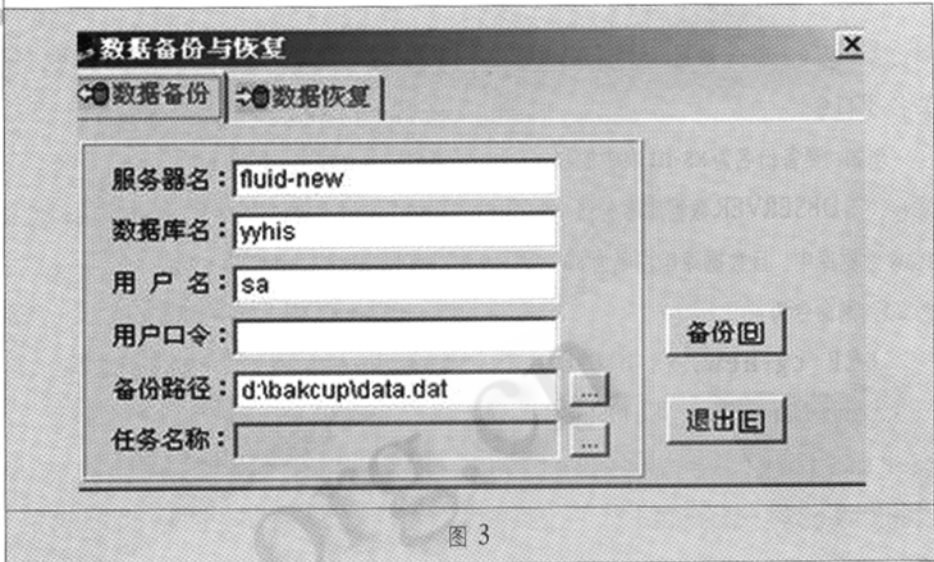 数据备份与恢复
数据备份 数据恢复
服务器名：fluid-new
数据库名：yyhis
用 户 名：sa
用户口令：
备份路径：d:\bakcup\data.dat ...
任务名称： ...
备份[B]
退出[E]
org.cn
图 3